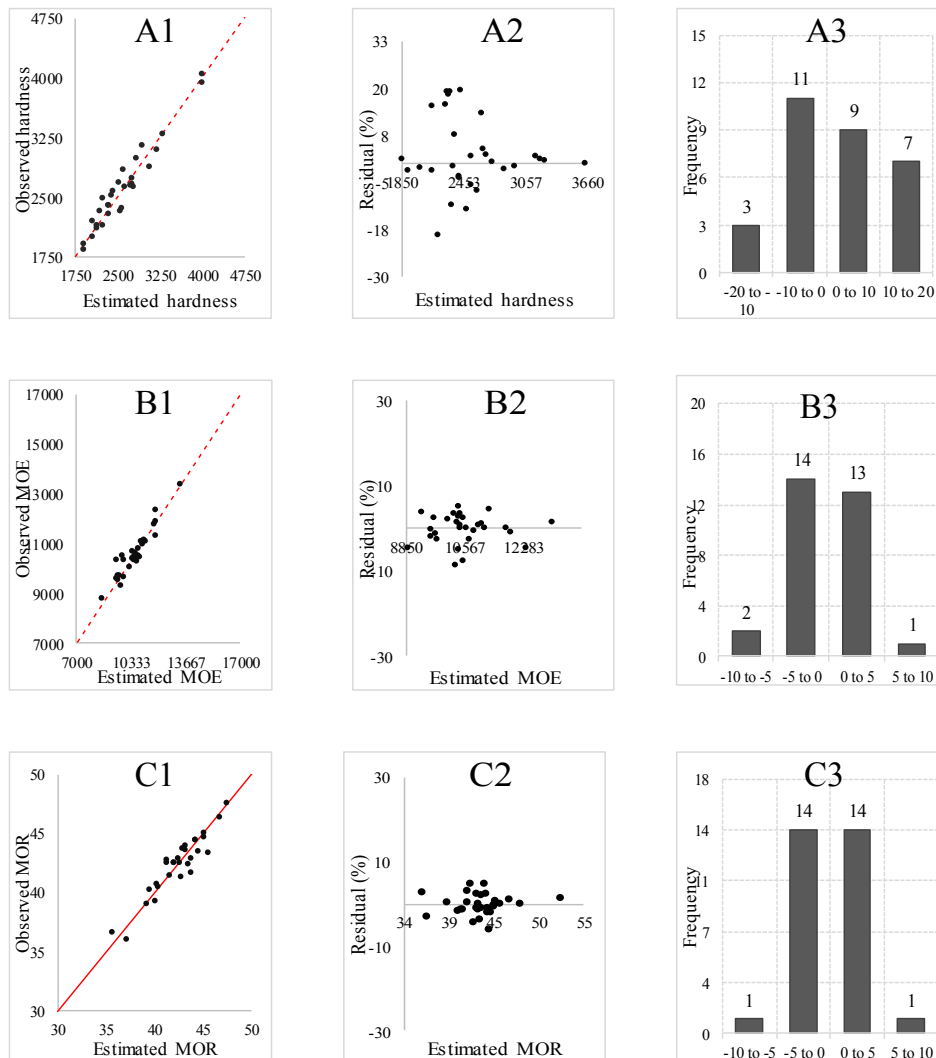 A1
4750
4000
3250
2500
1750
Observed hardness
1750 2500 3250 4000 4750
Estimated hardness
A2
33
20
8
-5
-18
-30
Residual (%)
1850 2453 3057 3660
Estimated hardness
A3
15
12
9
6
3
0
Frequency
3
11
9
7
-20 to -
10
-10 to 0
0 to 10
10 to 20
B1
17000
15000
13000
11000
9000
7000
Observed MOE
7000 10333 13667 17000
Estimated MOE
B2
30
10
-10
-30
Residual (%)
8850 10567 12283
Estimated MOE
B3
20
16
12
8
4
0
Frequency
2
14
13
1
-10 to -5
-5 to 0
0 to 5
5 to 10
C1
50
45
40
35
30
Observed MOR
30 35 40 45 50
Estimated MOR
C2
30
10
-10
-30
Residual (%)
34 39 45 50 55
Estimated MOR
C3
18
14
11
7
4
0
Frequency
1
14
14
1
-10 to -5
-5 to 0
0 to 5
5 to 10